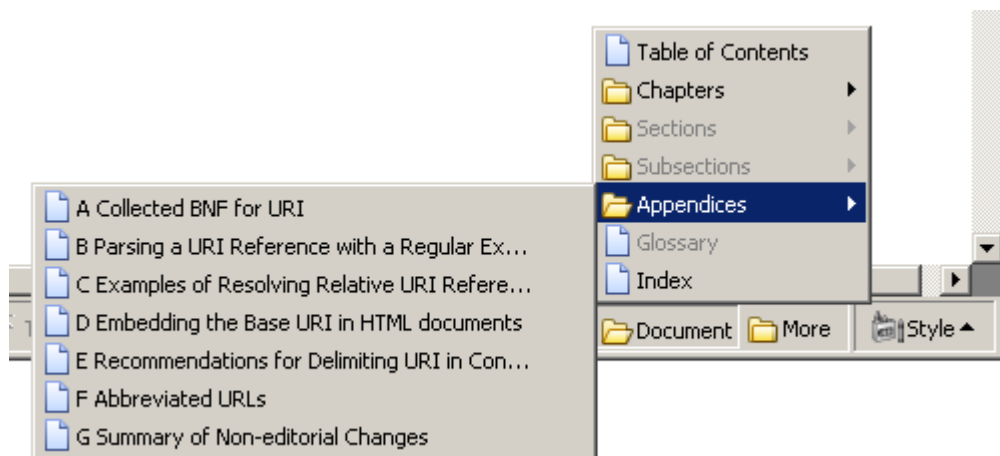 Table of Contents
Chapters
Sections
Subsections
Appendices
Glossary
Index
A Collected BNF for URI
B Parsing a URI Reference with a Regular Ex...
C Examples of Resolving Relative URI Refere...
D Embedding the Base URI in HTML documents
E Recommendations for Delimiting URI in Con...
F Abbreviated URLs
G Summary of Non-editorial Changes
Document More Style